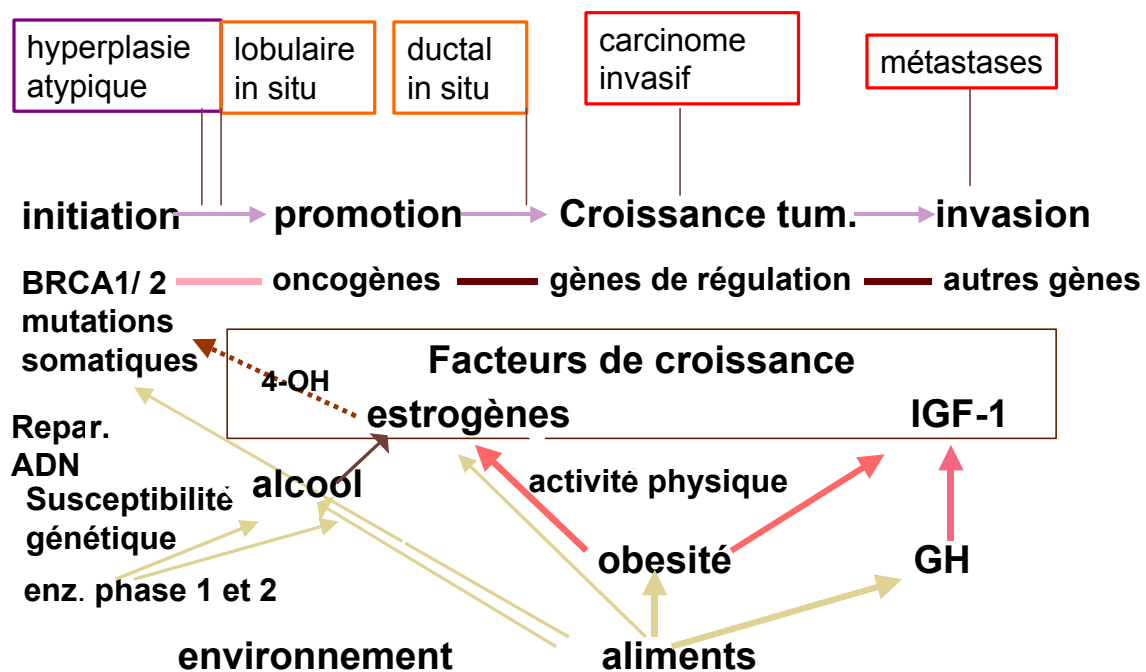 hyperplasie
atypique
lobulaire
in situ
ductal
in situ
carcinome
invasif
métastases
initiation
promotion
Croissance tum.
invasion
BRCA1/ 2
mutations
somatiques
oncogènes
gènes de régulation
autres gènes
Facteurs de croissance
4-OH
estrogènes
IGF-1
Repar.
ADN
Susceptibilité
génétique
alcool
activité physique
enz. phase 1 et 2
obesité
GH
environnement
aliments